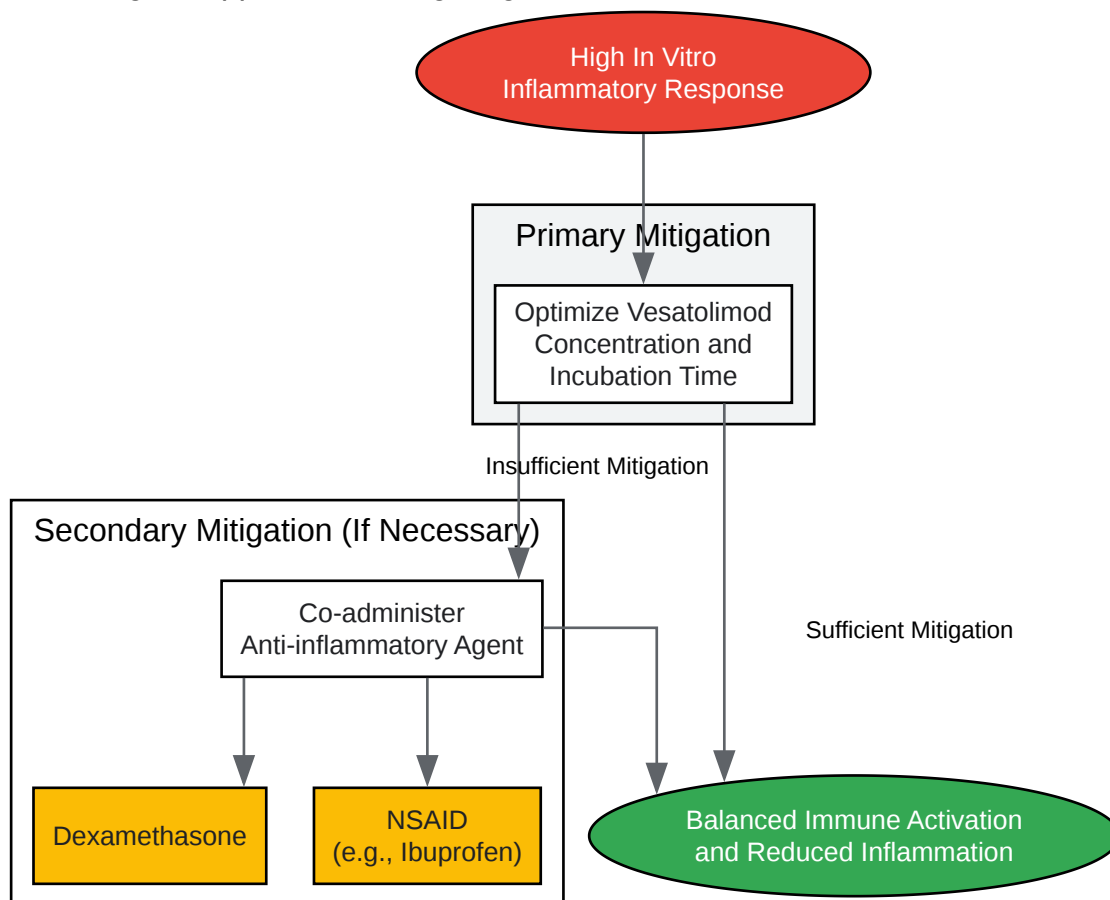 High In Vitro
Inflammatory Response
Primary Mitigation
Optimize Vesatolimod
Concentration and
Incubation Time
Insufficient Mitigation
Secondary Mitigation (If Necessary)
Co-administer
Anti-inflammatory Agent
Sufficient Mitigation
Dexamethasone
NSAID
(e.g., Ibuprofen)
Balanced Immune Activation
and Reduced Inflammation